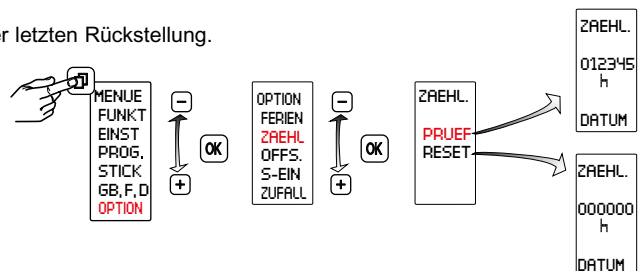 er letzten Rückstellung.
MENUE
FUNKT
EINST
PROG.
STICK
GB,F,D
OPTION
−
OK
+
OPTION
FERIEN
ZAEHL
OFFS.
S-EIN
ZUFALL
−
OK
+
ZAEHL.
PRUEF
RESET
ZAEHL.
012345
h
DATUM
ZAEHL.
000000
h
DATUM